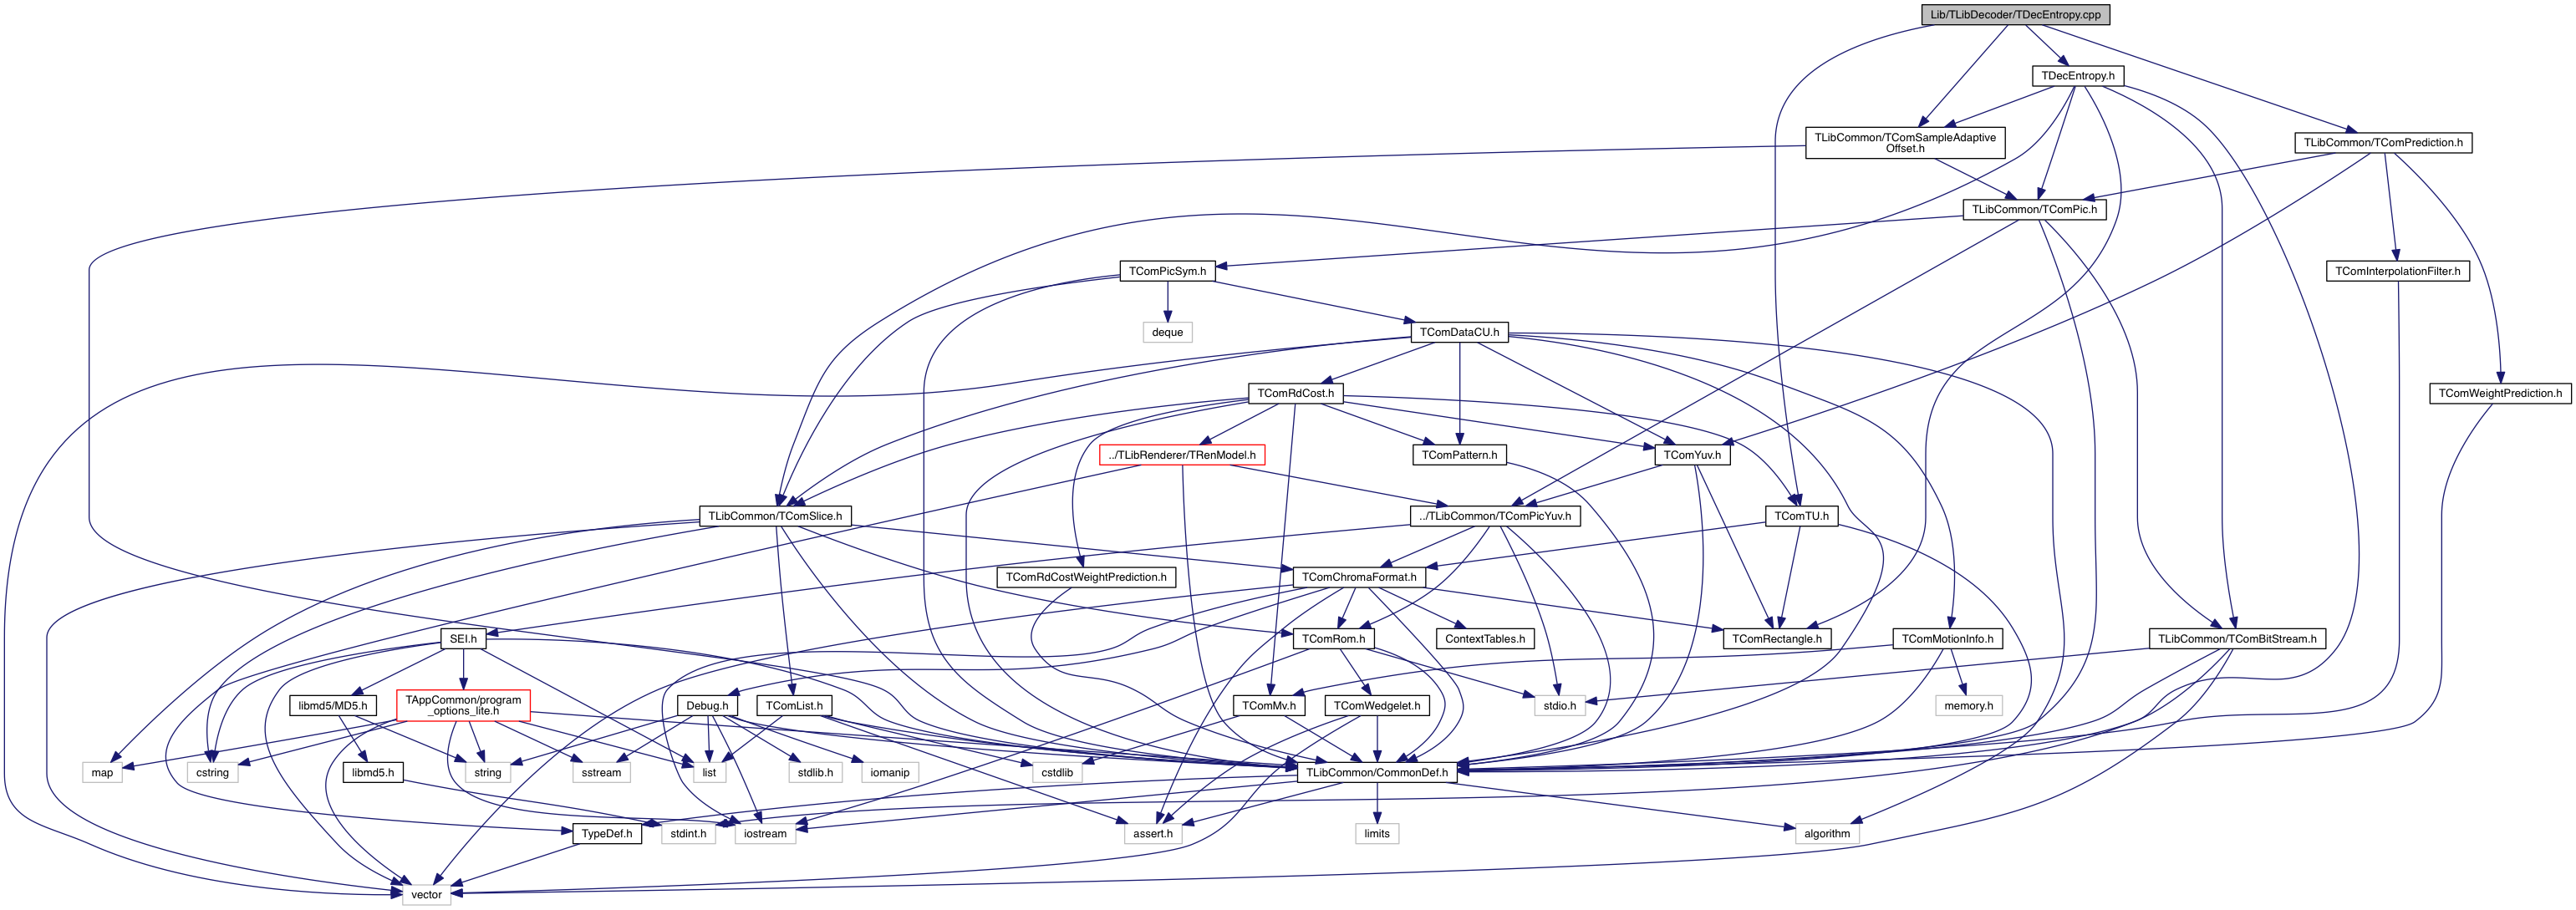 Lib/TLibDecoder/TDecEntropy.cpp
TDecEntropy.h
TLibCommon/TComSampleAdaptive
Offset.h
TLibCommon/TComPrediction.h
TLibCommon/TComPic.h
TComPicSym.h
TComInterpolationFilter.h
deque
TComDataCU.h
TComRdCost.h
TComWeightPrediction.h
../TLibRenderer/TRenModel.h
TComPattern.h
TComYuv.h
TLibCommon/TComSlice.h
../TLibCommon/TComPicYuv.h
TComTU.h
TComRdCostWeightPrediction.h
TComChromaFormat.h
SEI.h
TComRom.h
ContextTables.h
TComRectangle.h
TComMotionInfo.h
TLibCommon/TComBitStream.h
libmd5/MD5.h
TAppCommon/program
_options_lite.h
Debug.h
TComList.h
TComMv.h
TComWedgelet.h
stdio.h
memory.h
map
cstring
libmd5.h
string
sstream
list
stdlib.h
iomanip
cstdlib
TLibCommon/CommonDef.h
TypeDef.h
stdint.h
iostream
assert.h
limits
algorithm
vector